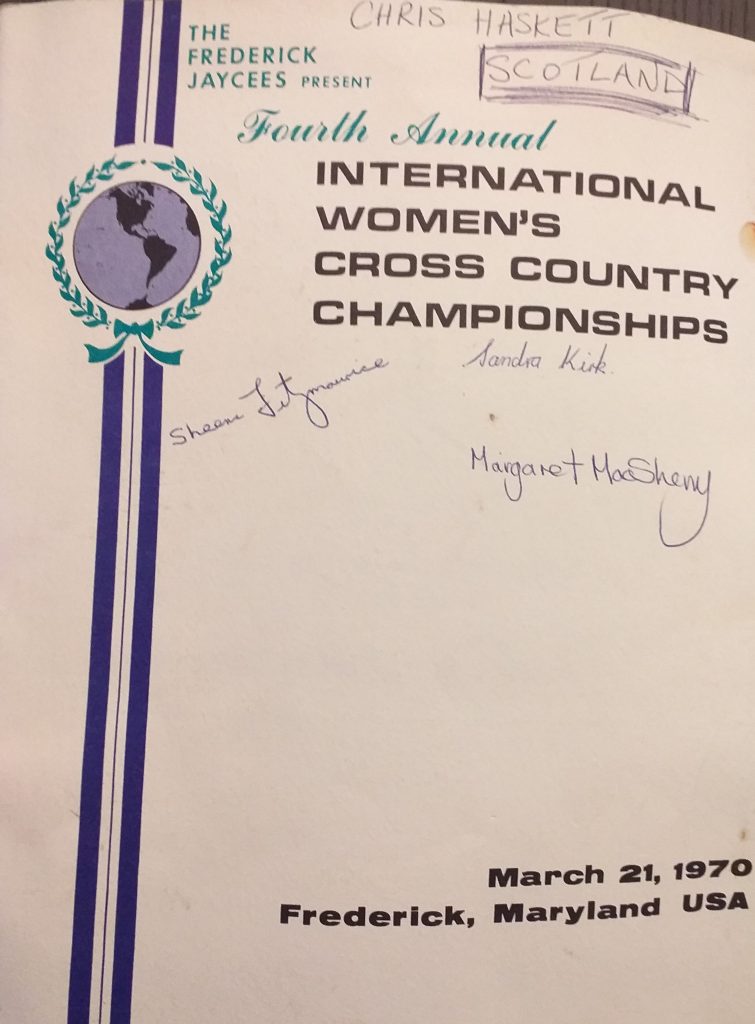 CHRIS HASKETT
SCOTLAND
THE
FREDERICK
JAYCEES PRESENT
Fourth Annual
INTERNATIONAL
WOMEN'S
CROSS COUNTRY
CHAMPIONSHIPS
Sandra Kirk.
Fitzmaurice
Margaret MacSherry
March 21, 1970
Frederick, Maryland USA